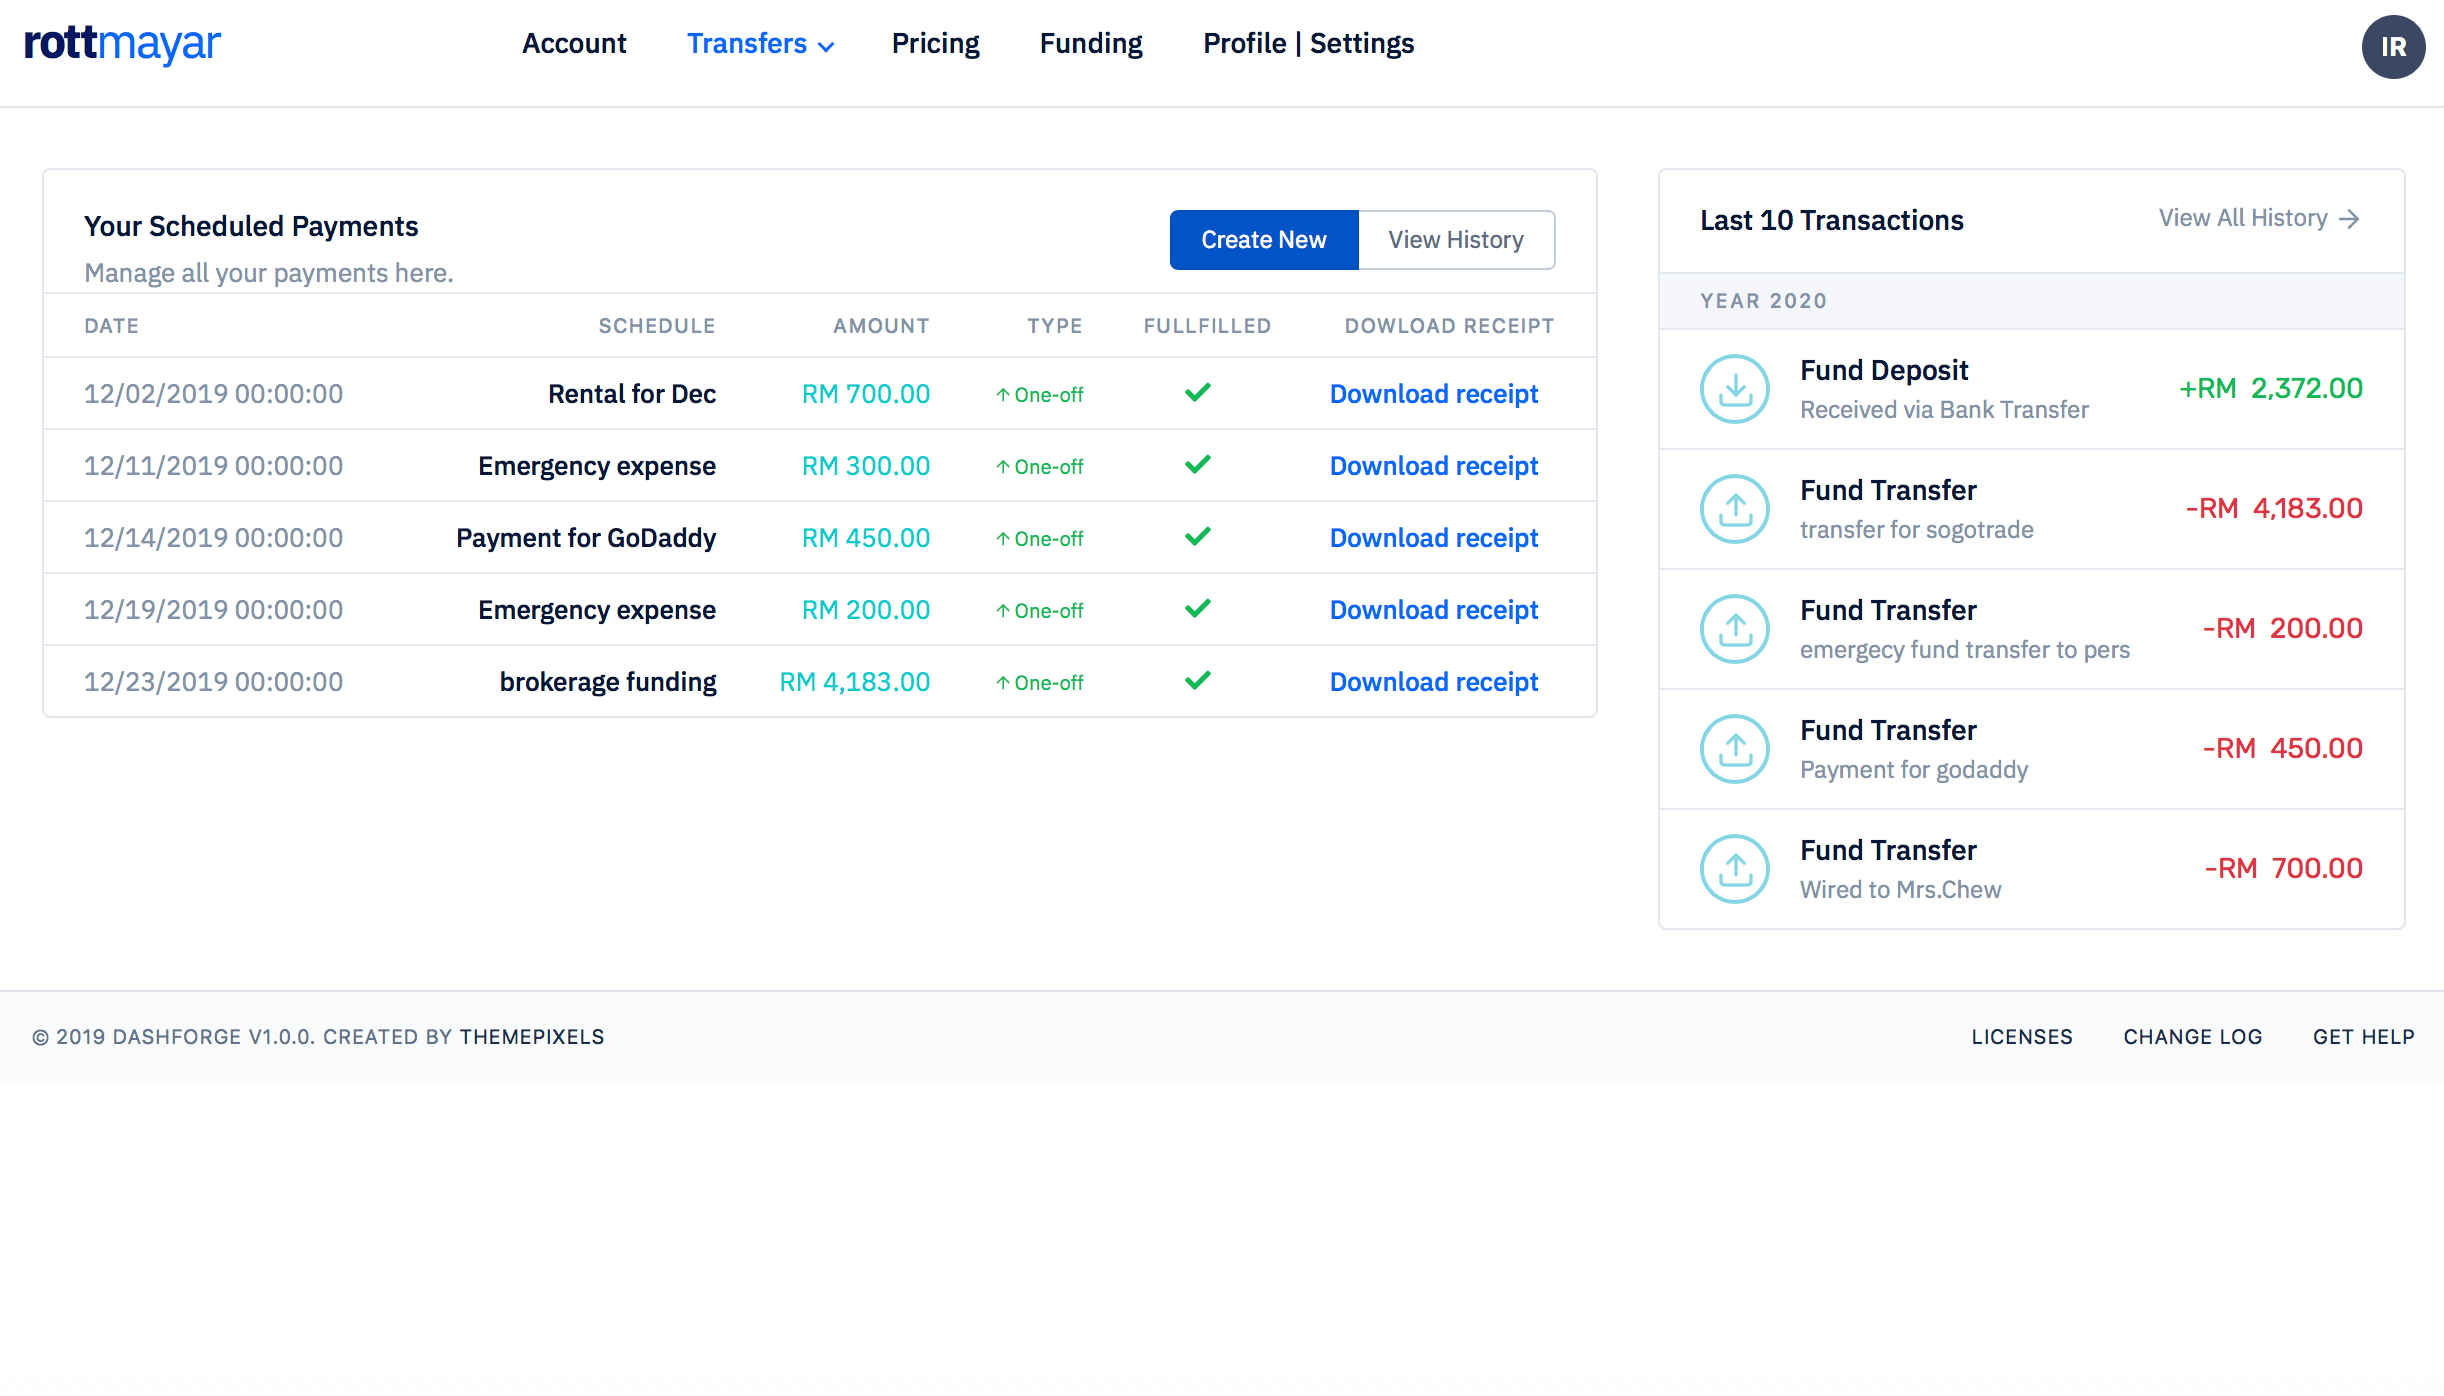 rottmayar
Account Transfers Pricing Funding Profile | Settings
IR
Your Scheduled Payments
Manage all your payments here.
Create New View History
DATE SCHEDULE AMOUNT TYPE FULLFILLED DOWLOAD RECEIPT
12/02/2019 00:00:00 Rental for Dec RM 700.00 One-off Download receipt
12/11/2019 00:00:00 Emergency expense RM 300.00 One-off Download receipt
12/14/2019 00:00:00 Payment for GoDaddy RM 450.00 One-off Download receipt
12/19/2019 00:00:00 Emergency expense RM 200.00 One-off Download receipt
12/23/2019 00:00:00 brokerage funding RM 4,183.00 One-off Download receipt
Last 10 Transactions View All History
YEAR 2020
Fund Deposit
Received via Bank Transfer
+RM 2,372.00
Fund Transfer
transfer for sogotrade
-RM 4,183.00
Fund Transfer
emergecy fund transfer to pers
-RM 200.00
Fund Transfer
Payment for godaddy
-RM 450.00
Fund Transfer
Wired to Mrs.Chew
-RM 700.00
© 2019 DASHFORGE V1.0.0. CREATED BY THEMEPIXELS
LICENSES CHANGE LOG GET HELP